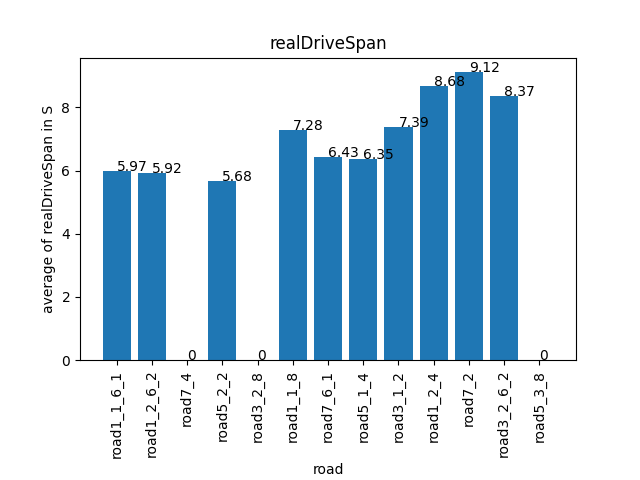 realDriveSpan
average of realDriveSpan in S
8
6
4
2
0
5.97
5.92
0
5.68
0
7.28
6.43
6.35
7.39
8.68
9.12
8.37
0
road1_1_6_1
road1_2_6_2
road7_4
road5_2_2
road3_2_8
road1_1_8
road7_6_1
road5_1_4
road3_1_2
road1_2_4
road7_2
road3_2_6_2
road5_3_8
road